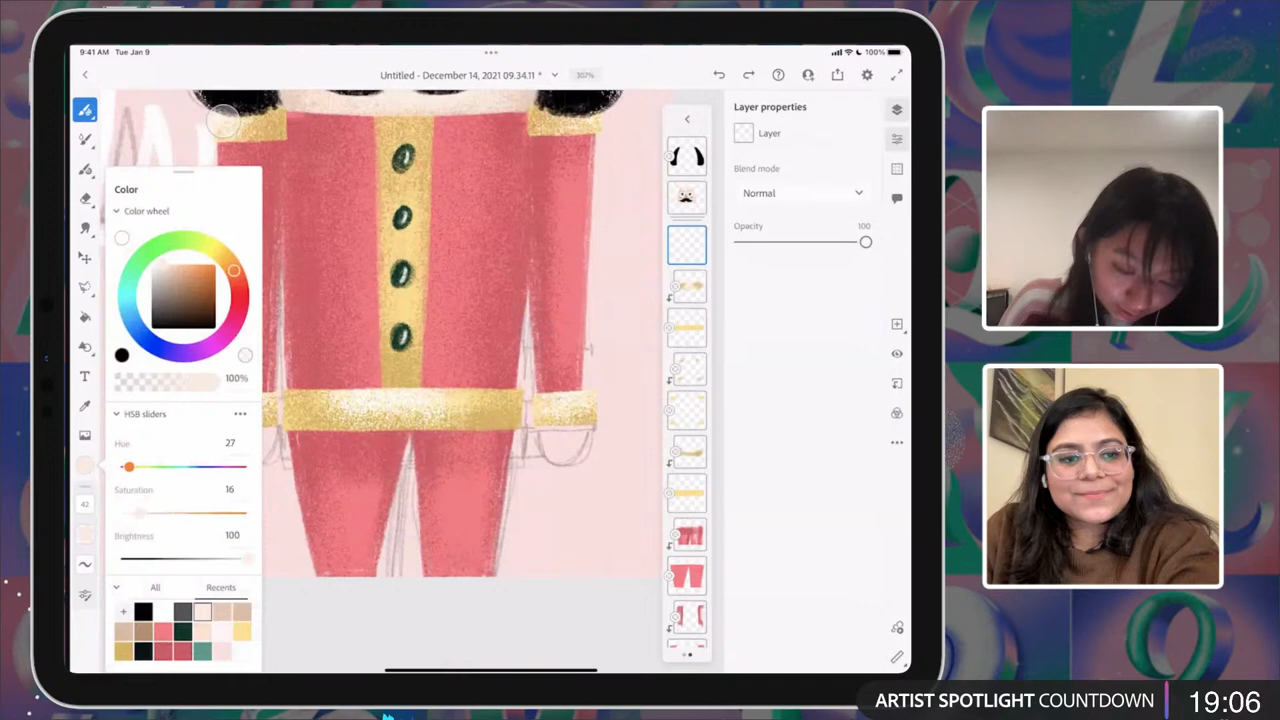 9:41 AM Tue Jan 9
100%
Untitled - December 14, 2021 09.34.11 *
307%
Color
Color wheel
100%
HSB sliders
Hue 27
Saturation 16
Brightness 100
All Recents
42
T
Layer properties
Layer
Blend mode
Normal
Opacity 100
ARTIST SPOTLIGHT COUNTDOWN 19:06